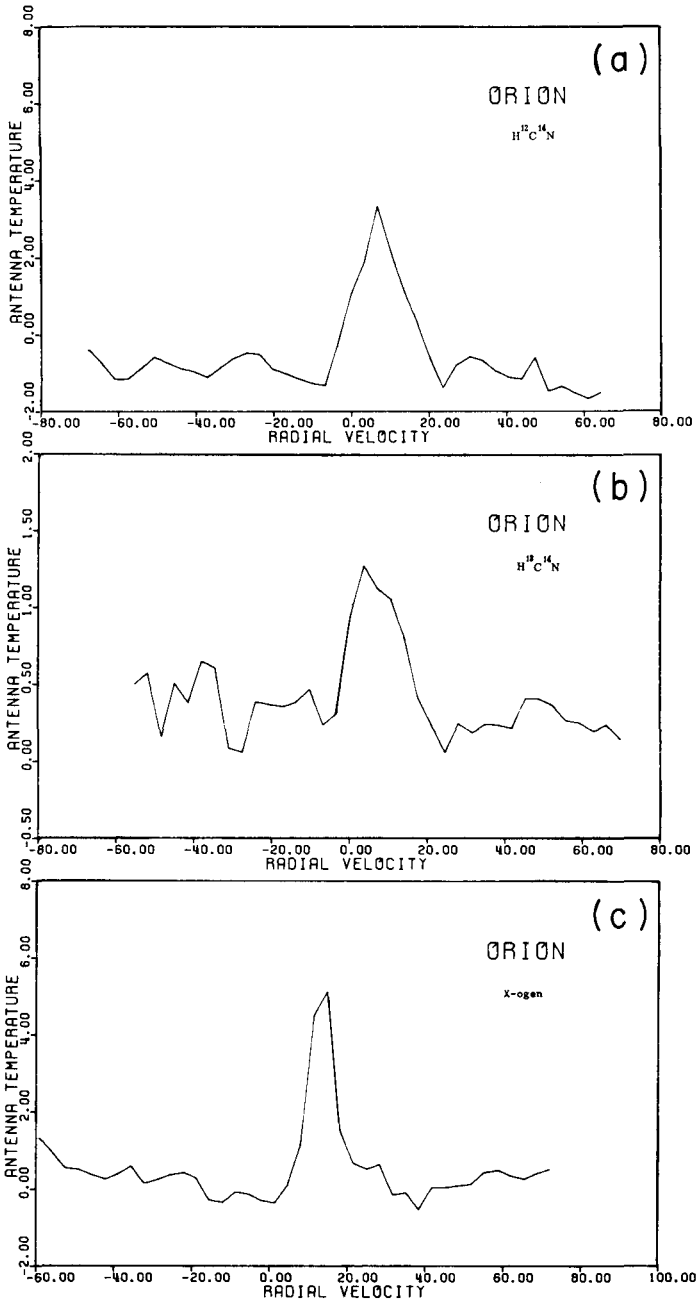 8.00
6.00
4.00
2.00
0.00
-2.00
ANTENNA TEMPERATURE
(a)
ORION
H¹²C¹⁴N
-80.00 -60.00 -40.00 -20.00 0.00 20.00 40.00 60.00 80.00
RADIAL VELOCITY
2.00
1.50
1.00
0.50
0.00
-0.50
ANTENNA TEMPERATURE
(b)
ORION
H¹³C¹⁴N
-80.00 -60.00 -40.00 -20.00 0.00 20.00 40.00 60.00 80.00
RADIAL VELOCITY
8.00
6.00
4.00
2.00
0.00
-2.00
ANTENNA TEMPERATURE
(c)
ORION
X-ogen
-60.00 -40.00 -20.00 0.00 20.00 40.00 60.00 80.00 100.00
RADIAL VELOCITY